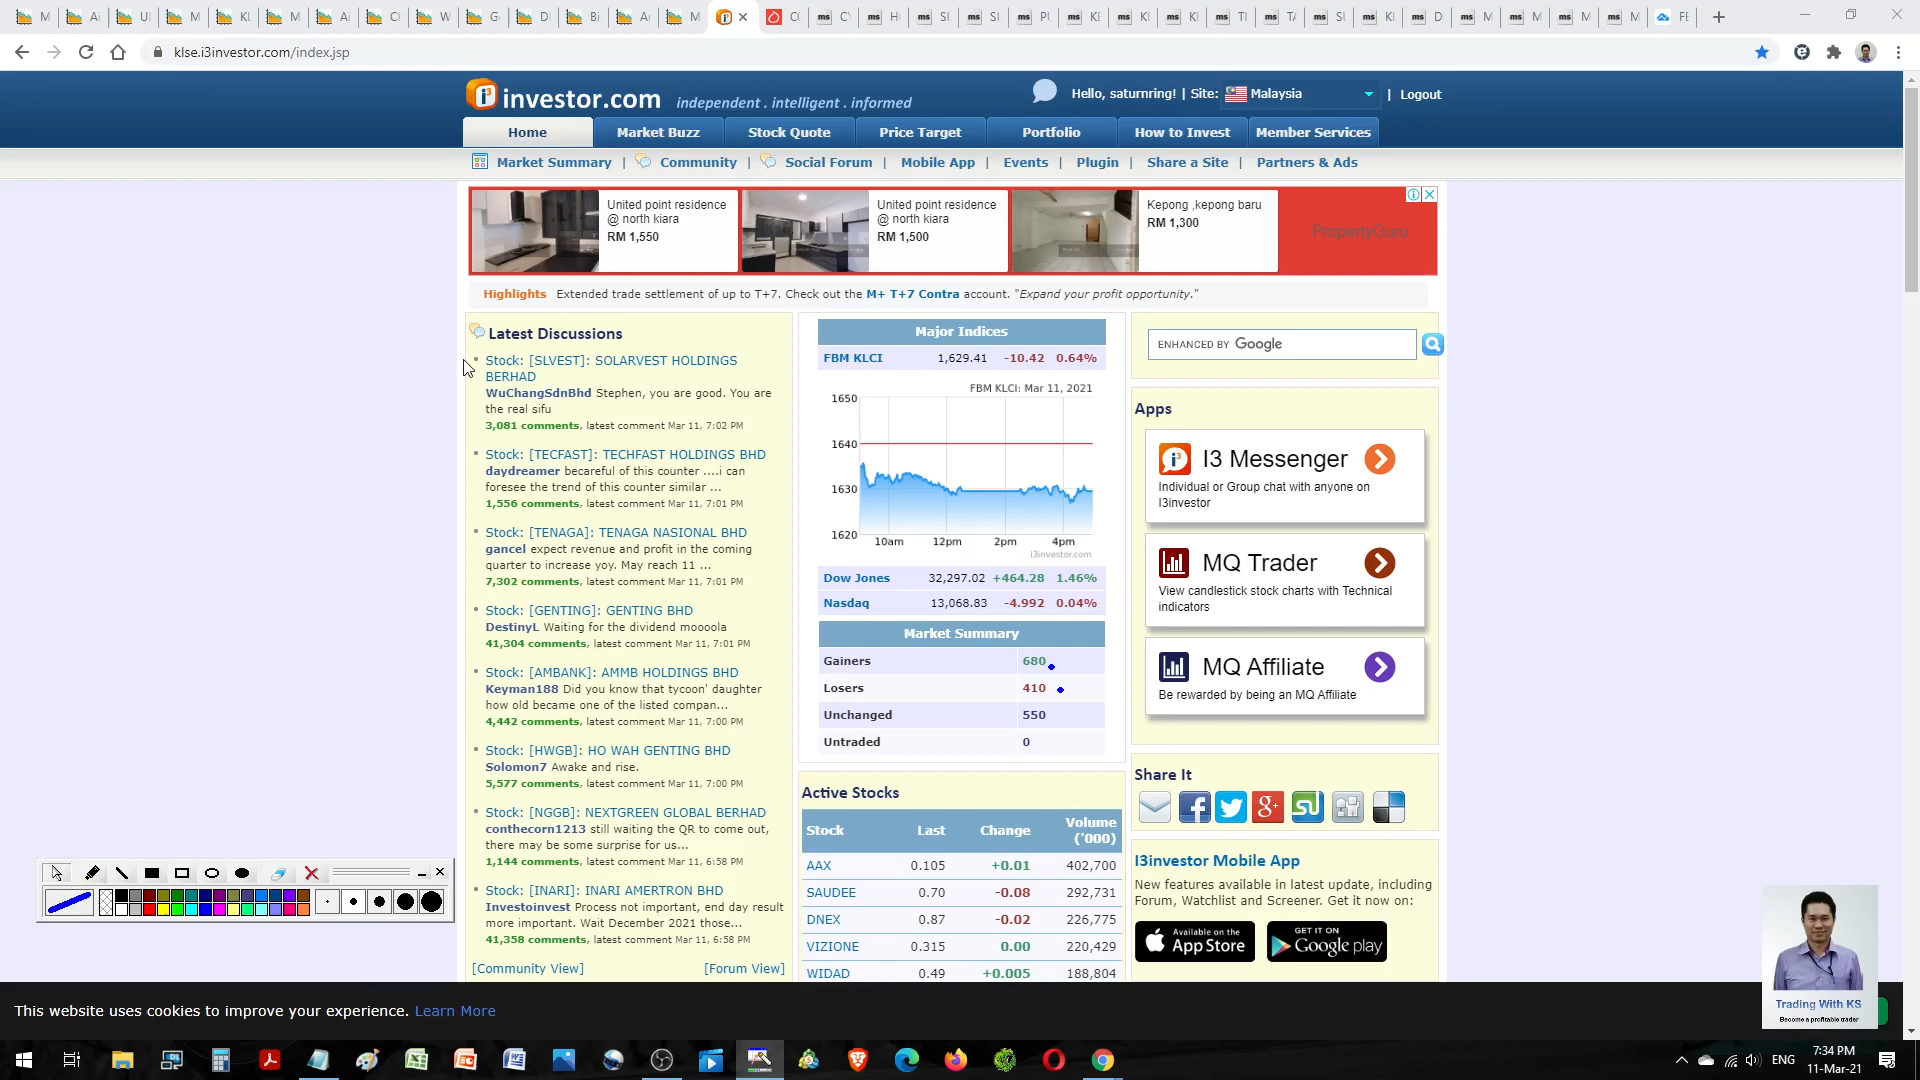 klse.i3investor.com/index.jsp
i3 investor.com independent . intelligent . informed
Hello, saturnring! | Site: Malaysia | Logout
Home Market Buzz Stock Quote Price Target Portfolio How to Invest Member Services
Market Summary | Community | Social Forum | Mobile App | Events | Plugin | Share a Site | Partners & Ads
United point residence @ north kiara
RM 1,550
United point residence @ north kiara
RM 1,500
Kepong ,kepong baru
RM 1,300
PropertyGuru
Highlights Extended trade settlement of up to T+7. Check out the M+ T+7 Contra account. "Expand your profit opportunity."
Latest Discussions
Stock: [SLVEST]: SOLARVEST HOLDINGS
BERHAD
WuChangSdnBhd Stephen, you are good. You are
the real sifu
3,081 comments, latest comment Mar 11, 7:02 PM
Stock: [TECFAST]: TECHFAST HOLDINGS BHD
daydreamer becareful of this counter ....i can
foresee the trend of this counter similar ...
1,556 comments, latest comment Mar 11, 7:01 PM
Stock: [TENAGA]: TENAGA NASIONAL BHD
gancel expect revenue and profit in the coming
quarter to increase yoy. May reach 11 ...
7,302 comments, latest comment Mar 11, 7:01 PM
Stock: [GENTING]: GENTING BHD
DestinyL Waiting for the dividend moooola
41,304 comments, latest comment Mar 11, 7:01 PM
Stock: [AMBANK]: AMMB HOLDINGS BHD
Keyman188 Did you know that tycoon' daughter
how old became one of the listed compan...
4,442 comments, latest comment Mar 11, 7:00 PM
Stock: [HWGB]: HO WAH GENTING BHD
Solomon7 Awake and rise.
5,577 comments, latest comment Mar 11, 7:00 PM
Stock: [NGGB]: NEXTGREEN GLOBAL BERHAD
conthecorn1213 still waiting the QR to come out,
there may be some surprise for us...
1,144 comments, latest comment Mar 11, 6:58 PM
Stock: [INARI]: INARI AMERTRON BHD
Investoinvest Process not important, end day result
more important. Wait December 2021 those...
41,358 comments, latest comment Mar 11, 6:58 PM
[Community View] [Forum View]
Major Indices
FBM KLCI 1,629.41 -10.42 0.64%
FBM KLCI: Mar 11, 2021
1650
1640
1630
1620
10am 12pm 2pm 4pm
i3investor.com
Dow Jones 32,297.02 +464.28 1.46%
Nasdaq 13,068.83 -4.992 0.04%
Market Summary
Gainers 680
Losers 410
Unchanged 550
Untraded 0
Active Stocks
Stock Last Change Volume ('000)
AAX 0.105 +0.01 402,700
SAUDEE 0.70 -0.08 292,731
DNEX 0.87 -0.02 226,775
VIZIONE 0.315 0.00 220,429
WIDAD 0.49 +0.005 188,804
ENHANCED BY Google
Apps
I3 Messenger
Individual or Group chat with anyone on
I3investor
MQ Trader
View candlestick stock charts with Technical
indicators
MQ Affiliate
Be rewarded by being an MQ Affiliate
Share It
I3investor Mobile App
New features available in latest update, including
Forum, Watchlist and Screener. Get it now on:
Available on the App Store
GET IT ON Google play
Trading With KS
Become a profitable trader
This website uses cookies to improve your experience. Learn More
ENG
7:34 PM
11-Mar-21